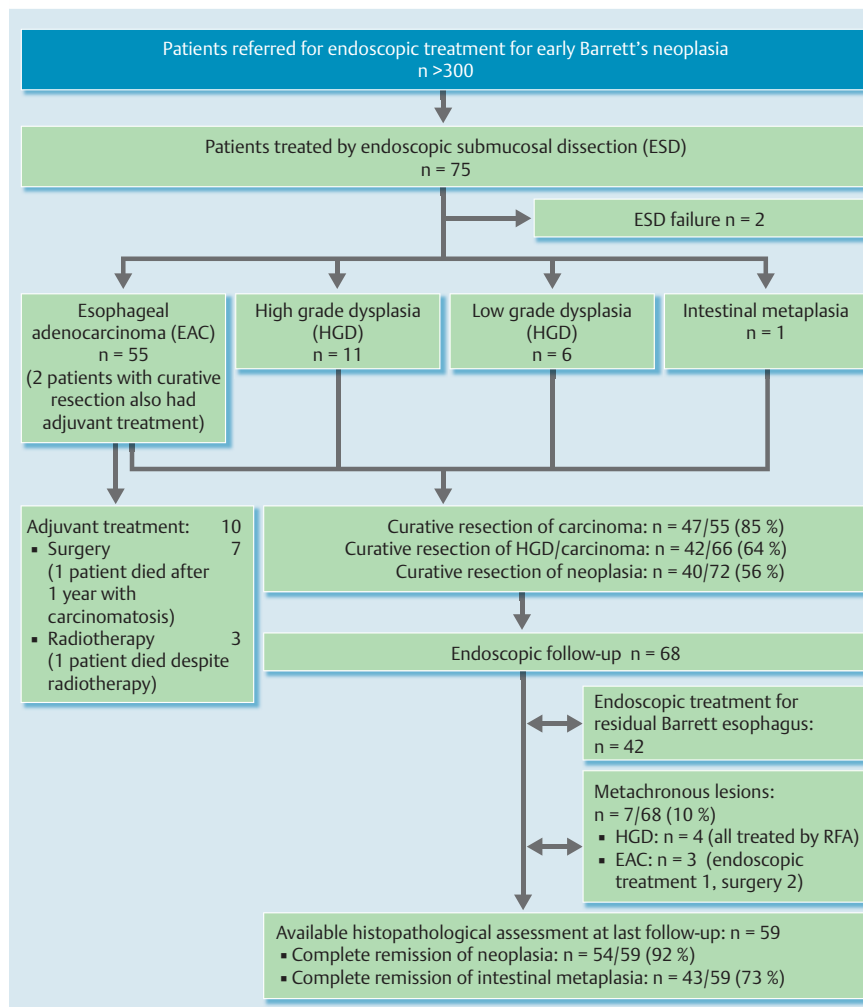 Patients referred for endoscopic treatment for early Barrett’s neoplasia
n >300
Patients treated by endoscopic submucosal dissection (ESD)
n = 75
ESD failure n = 2
Esophageal
adenocarcinoma (EAC)
n = 55
(2 patients with curative
resection also had
adjuvant treatment)
High grade dysplasia
(HGD)
n = 11
Low grade dysplasia
(HGD)
n = 6
Intestinal metaplasia
n = 1
Adjuvant treatment: 10
▪ Surgery 7
(1 patient died after
1 year with
carcinomatosis)
▪ Radiotherapy 3
(1 patient died despite
radiotherapy)
Curative resection of carcinoma: n = 47/55 (85 %)
Curative resection of HGD/carcinoma: n = 42/66 (64 %)
Curative resection of neoplasia: n = 40/72 (56 %)
Endoscopic follow-up n = 68
Endoscopic treatment for
residual Barrett esophagus:
n = 42
Metachronous lesions:
n = 7/68 (10 %)
▪ HGD: n = 4 (all treated by RFA)
▪ EAC: n = 3 (endoscopic
treatment 1, surgery 2)
Available histopathological assessment at last follow-up: n = 59
▪ Complete remission of neoplasia: n = 54/59 (92 %)
▪ Complete remission of intestinal metaplasia: n = 43/59 (73 %)